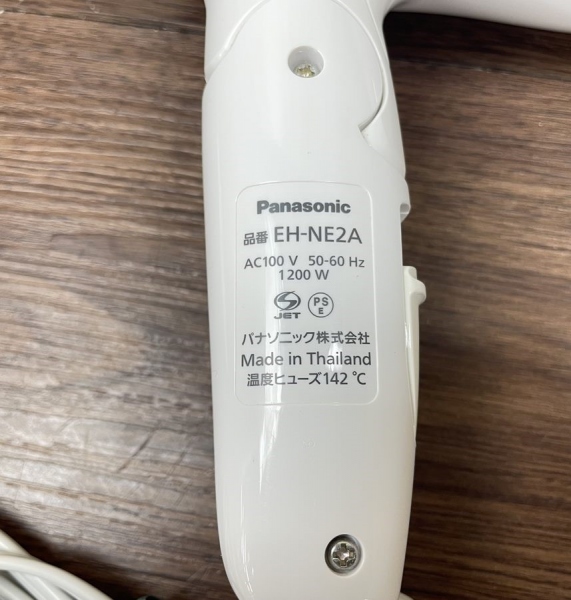 Panasonic
品番 EH-NE2A
AC100 V 50-60 Hz
1200 W
S JET PS E
パナソニック株式会社
Made in Thailand
温度ヒューズ142 ℃